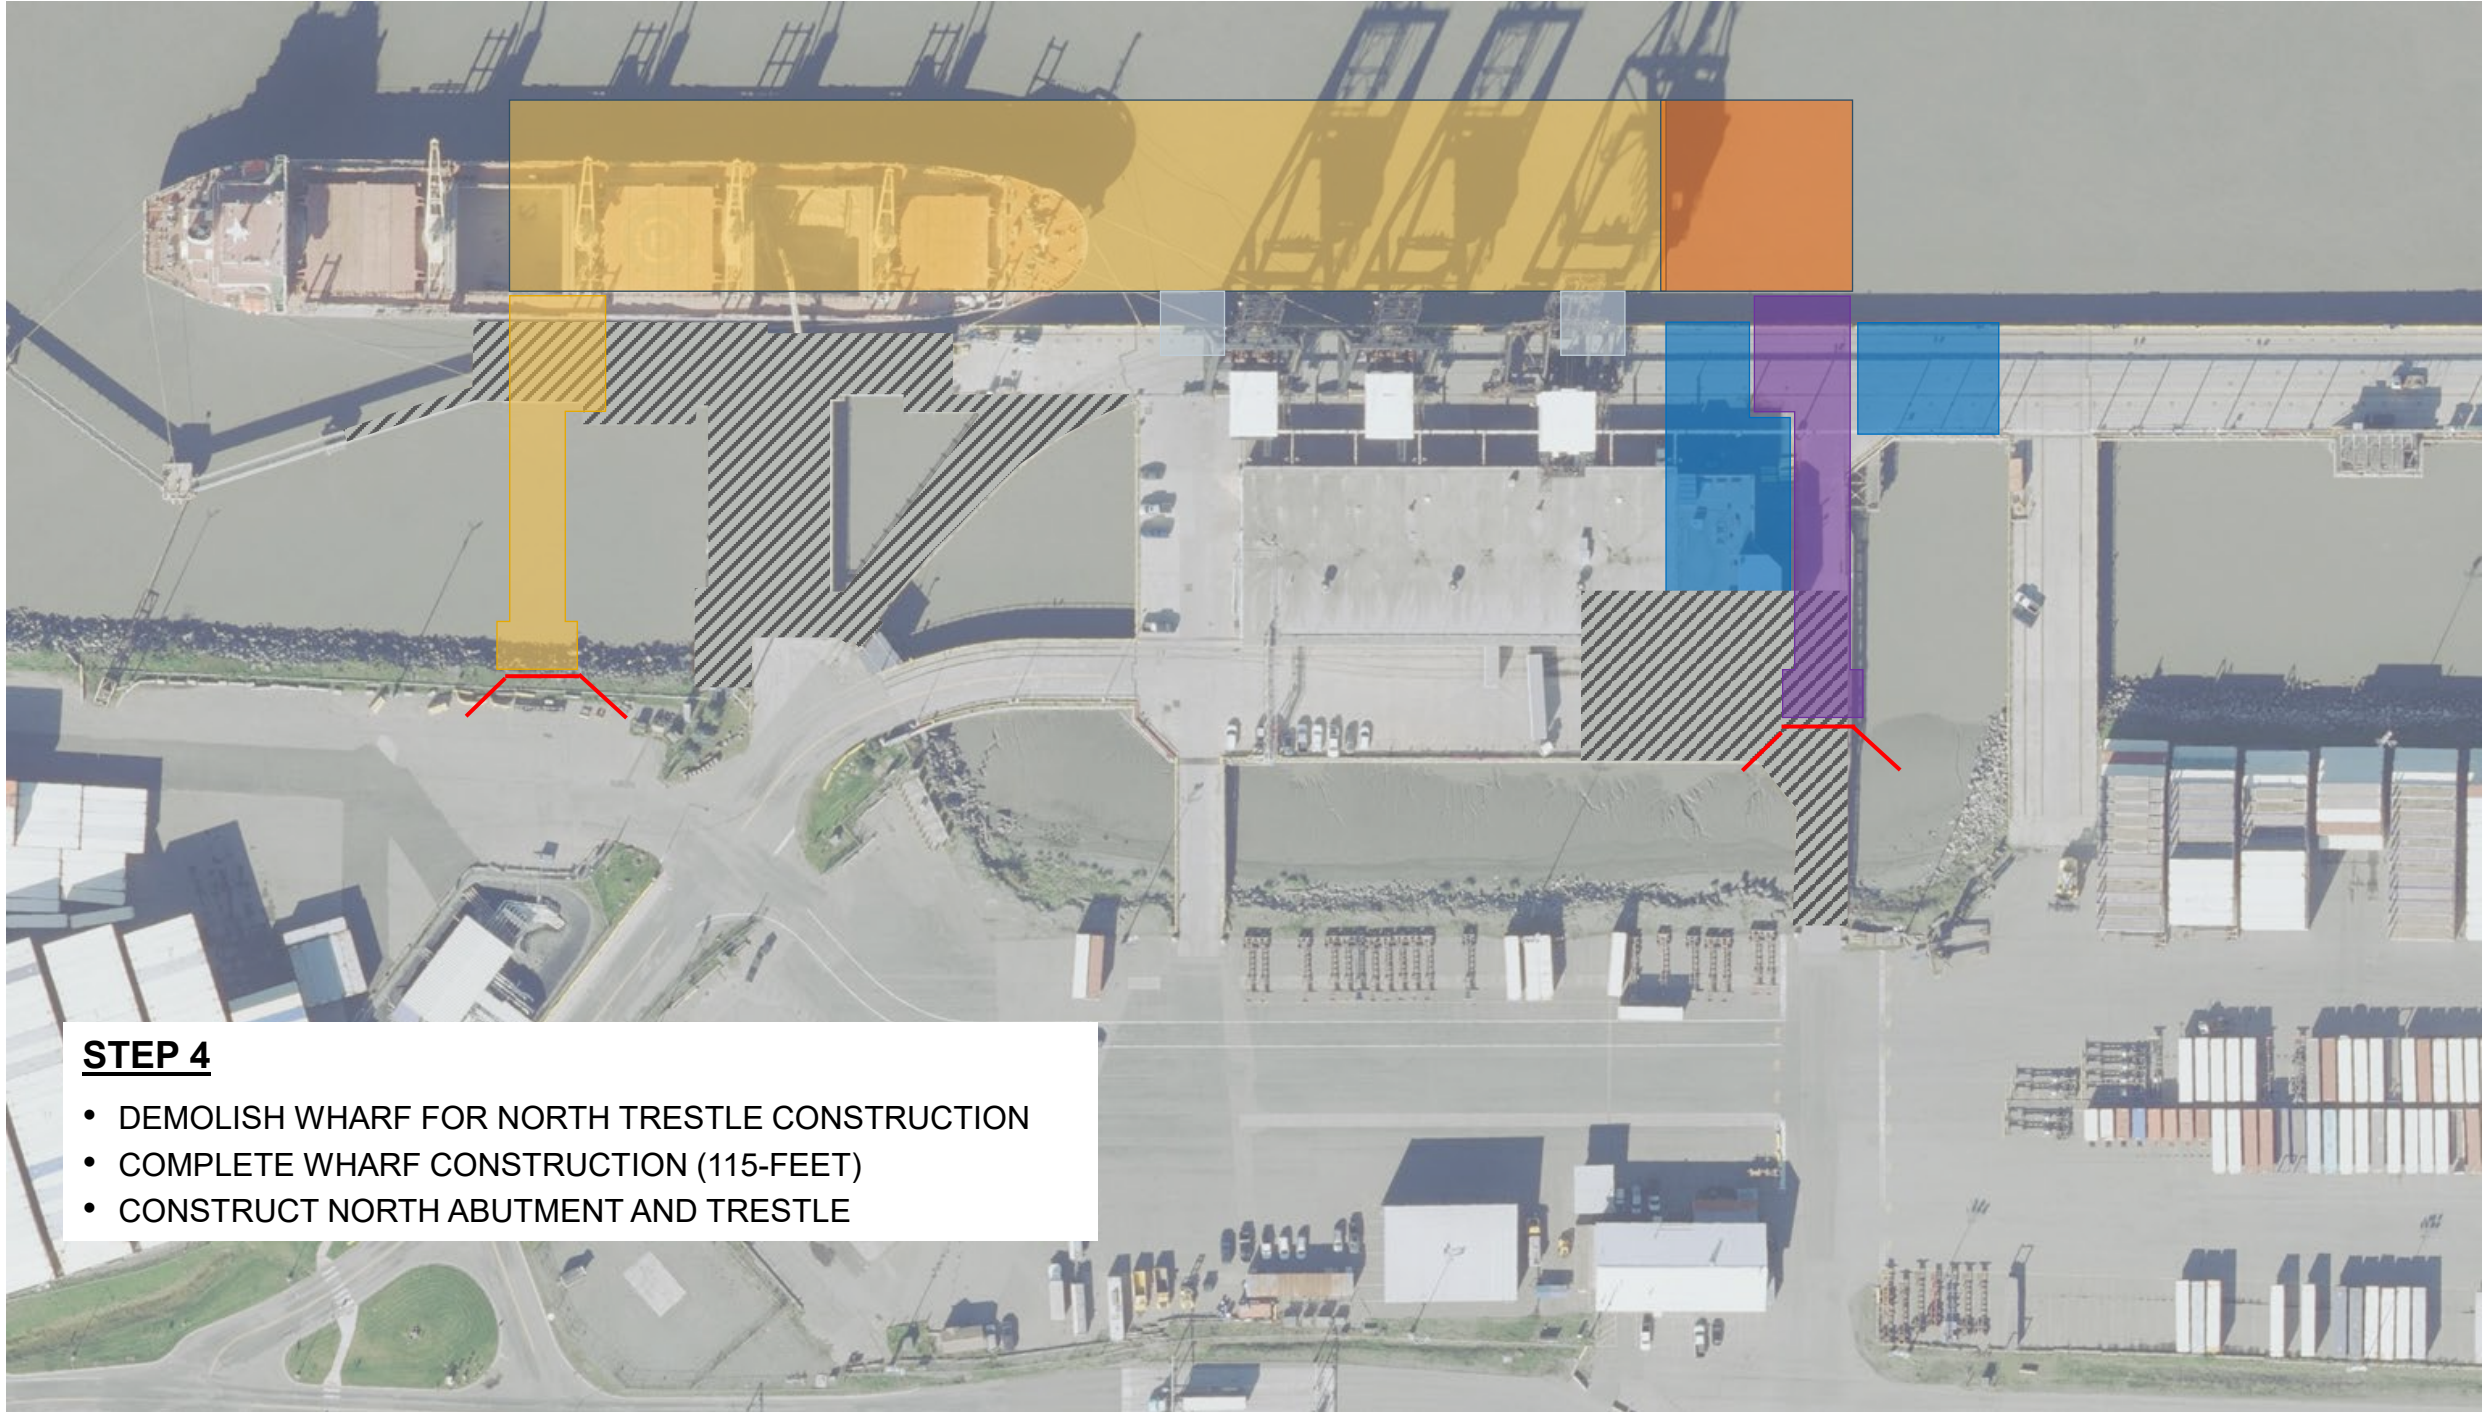 STEP 4
• DEMOLISH WHARF FOR NORTH TRESTLE CONSTRUCTION
• COMPLETE WHARF CONSTRUCTION (115-FEET)
• CONSTRUCT NORTH ABUTMENT AND TRESTLE